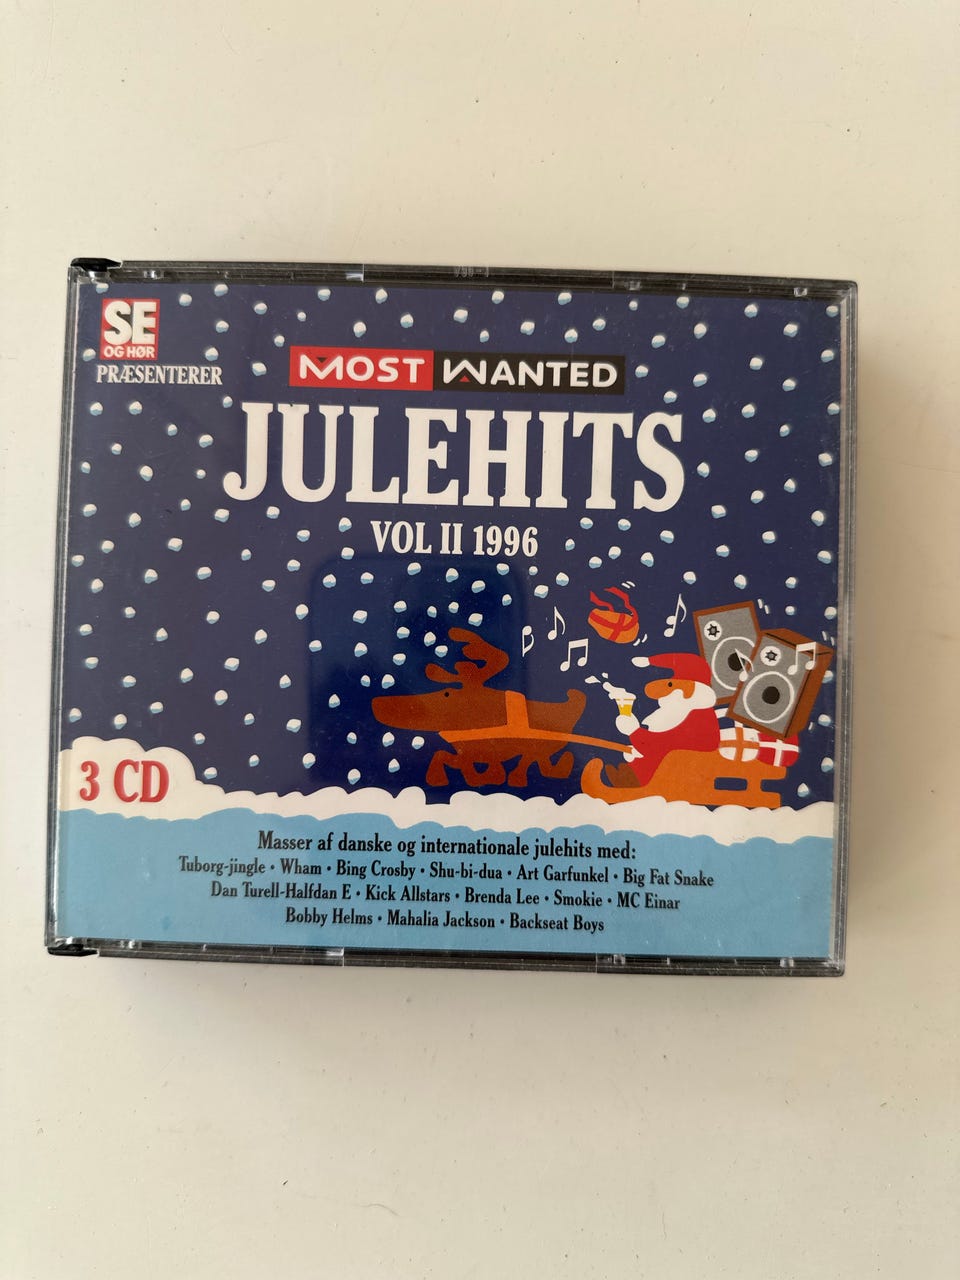 SE
OG HØR
PRÆSENTERER
MOST WANTED
JULEHITS
VOL II 1996
3 CD
Masser af danske og internationale julehits med:
Tuborg-jingle • Wham • Bing Crosby • Shu-bi-dua • Art Garfunkel • Big Fat Snake
Dan Turell-Halfdan E • Kick Allstars • Brenda Lee • Smokie • MC Einar
Bobby Helms • Mahalia Jackson • Backseat Boys